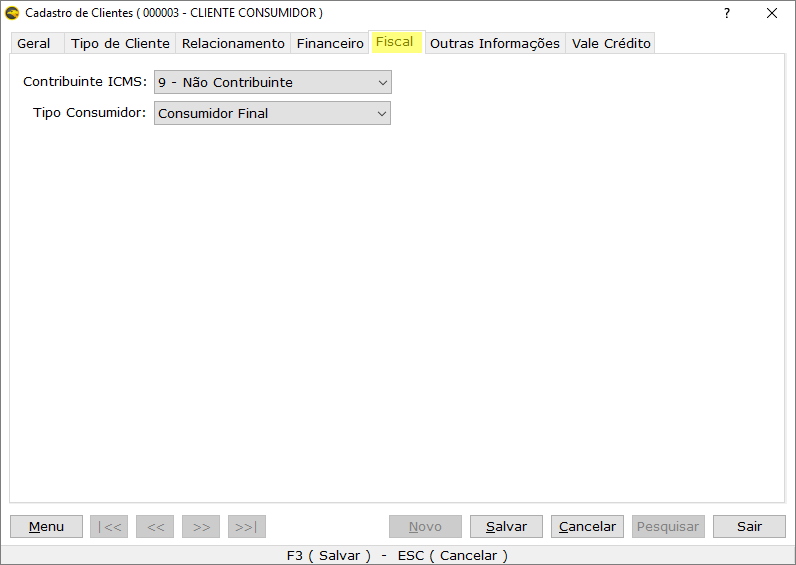 Cadastro de Clientes ( 000003 - CLIENTE CONSUMIDOR )
?
Geral Tipo de Cliente Relacionamento Financeiro Fiscal Outras Informações Vale Crédito
Contribuinte ICMS: 9 - Não Contribuinte
Tipo Consumidor: Consumidor Final
Menu |<< << >> >>| Novo Salvar Cancelar Pesquisar Sair
F3 ( Salvar ) - ESC ( Cancelar )